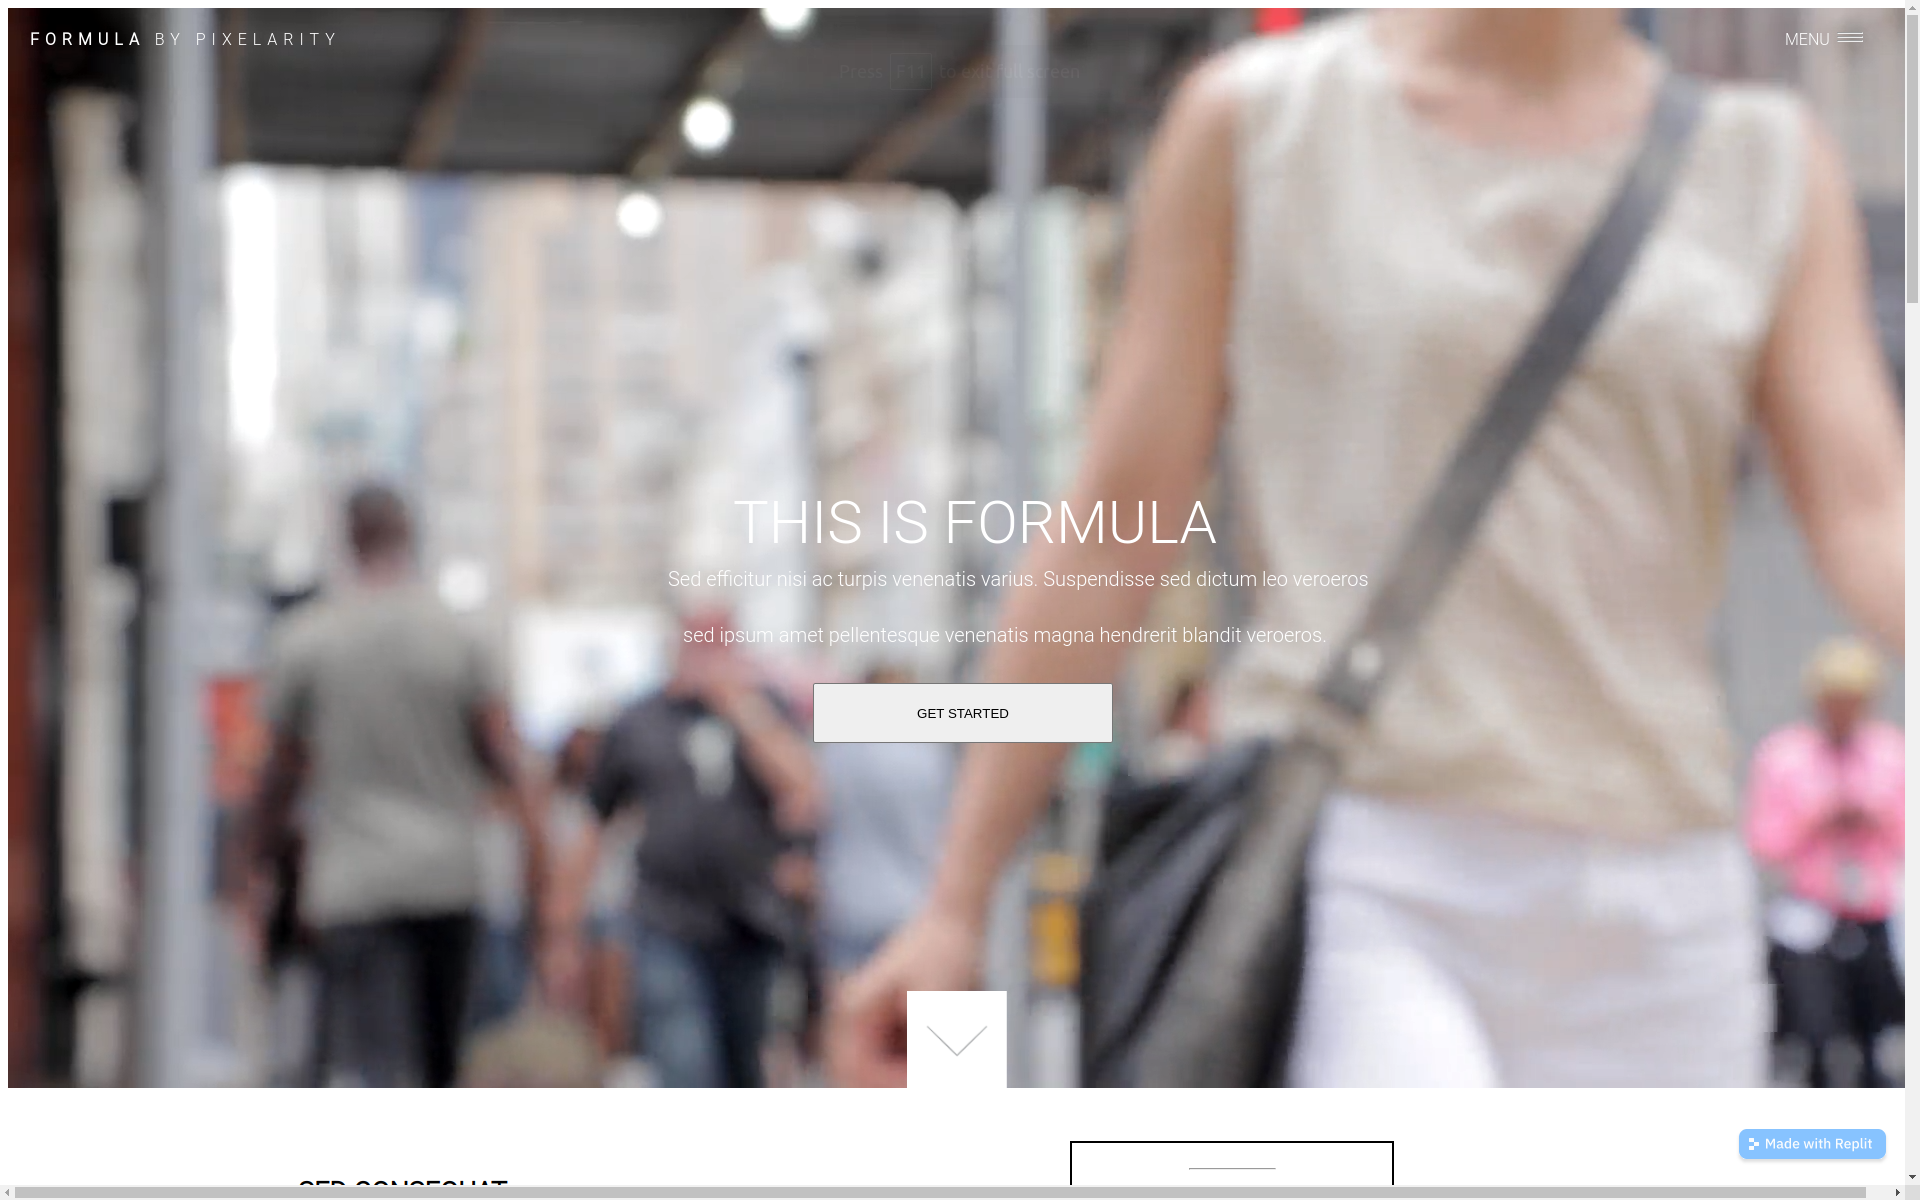 FORMULA BY PIXELARITY
MENU
Press F11 to exit full screen
THIS IS FORMULA
Sed efficitur nisi ac turpis venenatis varius. Suspendisse sed dictum leo veroeros
sed ipsum amet pellentesque venenatis magna hendrerit blandit veroeros.
GET STARTED
Made with Replit
SED CONSEQUAT